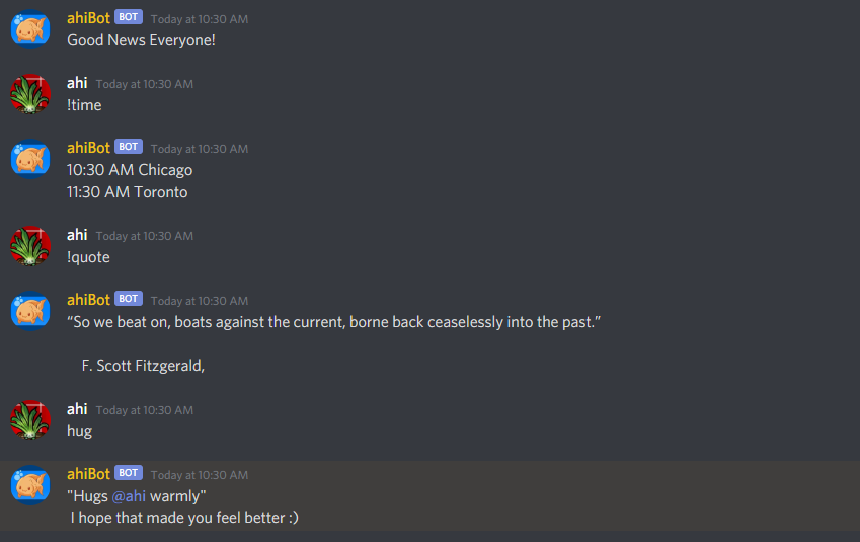 ahiBot BOT Today at 10:30 AM
Good News Everyone!
ahi Today at 10:30 AM
!time
ahiBot BOT Today at 10:30 AM
10:30 AM Chicago
11:30 AM Toronto
ahi Today at 10:30 AM
!quote
ahiBot BOT Today at 10:30 AM
“So we beat on, boats against the current, borne back ceaselessly into the past.”
F. Scott Fitzgerald,
ahi Today at 10:30 AM
hug
ahiBot BOT Today at 10:30 AM
"Hugs @ahi warmly"
I hope that made you feel better :)